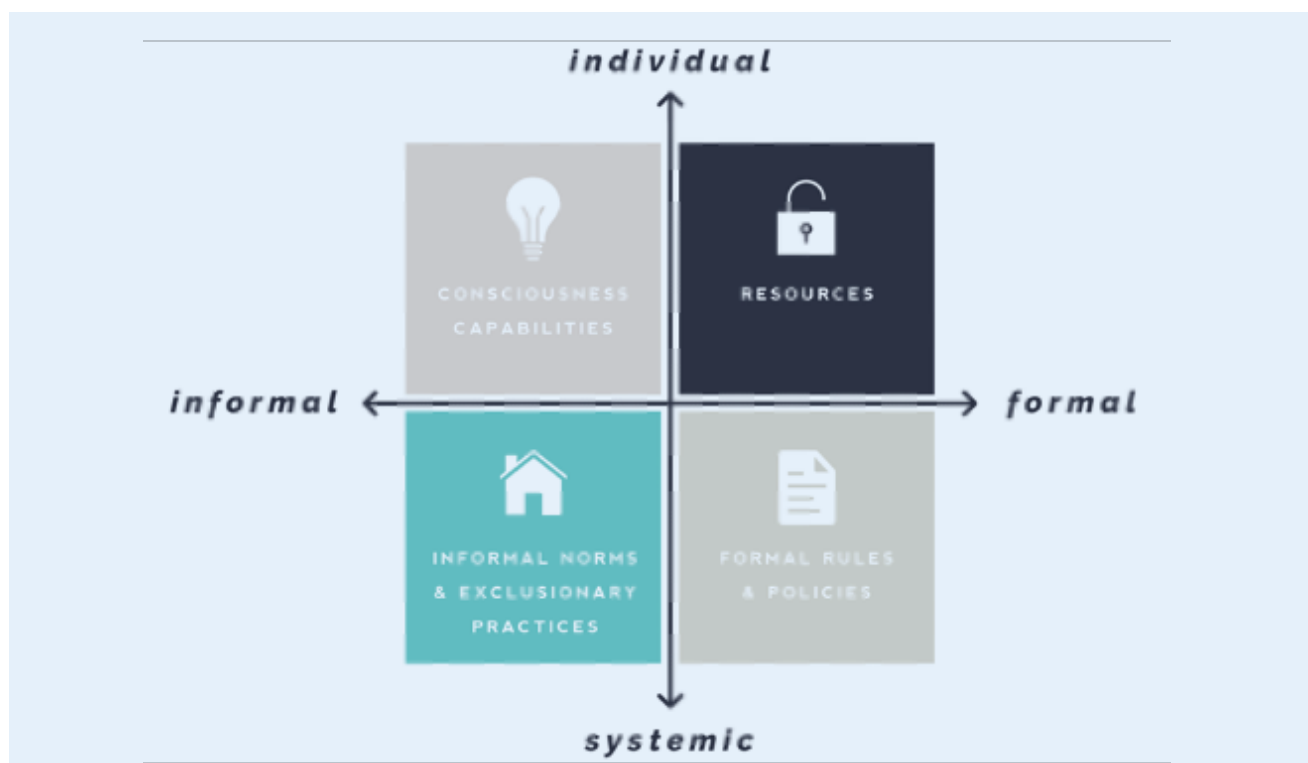 individual
CONSCIOUSNESS
CAPABILITIES
RESOURCES
informal
formal
INFORMAL NORMS
& EXCLUSIONARY
PRACTICES
FORMAL RULES
& POLICIES
systemic